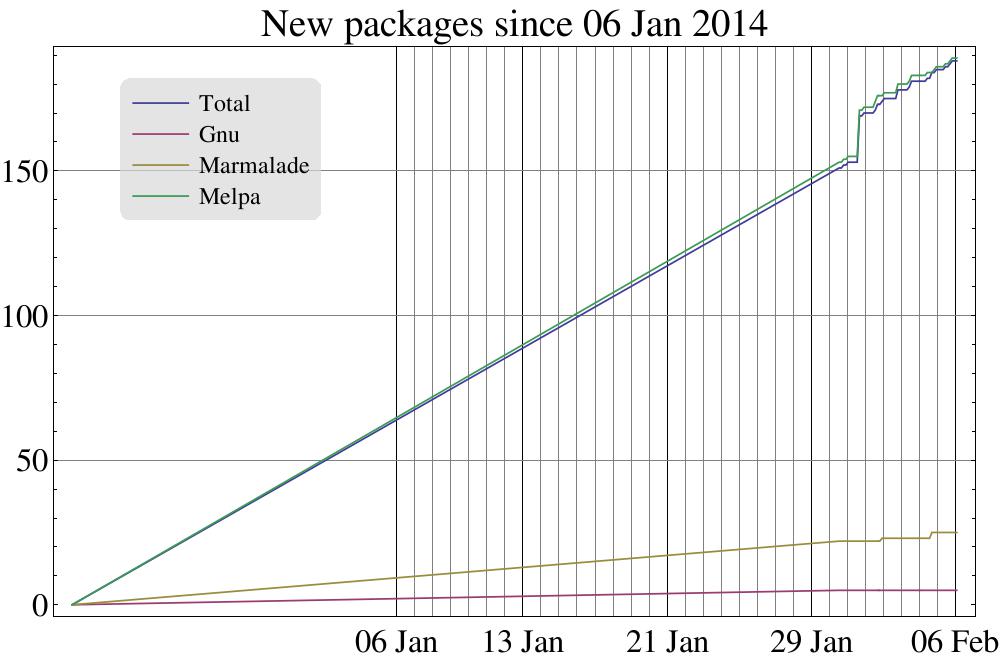 New packages since 06 Jan 2014
Total
Gnu
Marmalade
Melpa
150
100
50
0
06 Jan 13 Jan 21 Jan 29 Jan 06 Feb